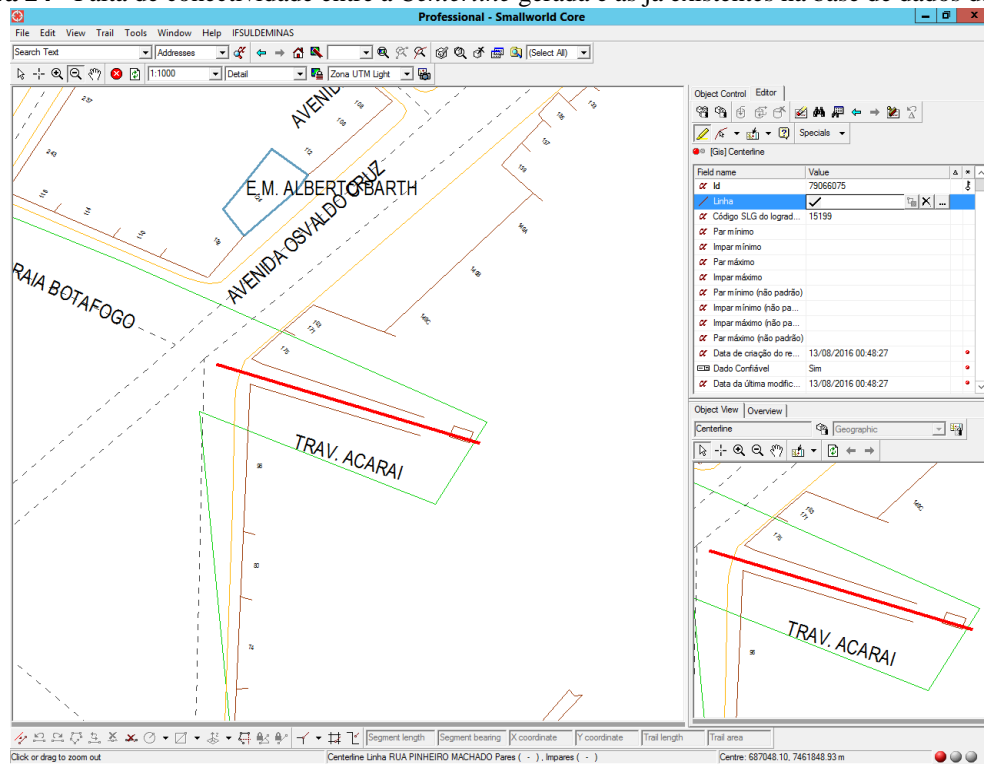 Professional - Smallworld Core
File Edit View Trail Tools Window Help IFSULDEMINAS
Search Text Addresses (Select All)
1:1000 Detail Zona UTM Light
AVENIDA
E.M. ALBERTO BARTH
AVENIDA OSVALDO CRUZ
RAIA BOTAFOGO
TRAV. ACARAI
Object Control Editor
Specials
[Gis] Centerline
Field name Value
Id 79066075
Linha
Código SLG do lograd... 15199
Par mínimo
Impar mínimo
Par máximo
Impar máximo
Par mínimo (não padrão)
Impar mínimo (não pa...
Impar máximo (não pa...
Par máximo (não padrão)
Data de criação do re... 13/08/2016 00:48:27
Dado Confiável Sim
Data da última modific... 13/08/2016 00:48:27
Object View Overview
Centerline Geographic
TRAV. ACARAI
Segment length Segment bearing X coordinate Y coordinate Trail length Trail area
Click or drag to zoom out Centerline Linha RUA PINHEIRO MACHADO Pares ( - ) , Impares ( - ) Centre: 687048.10, 7461848.93 m